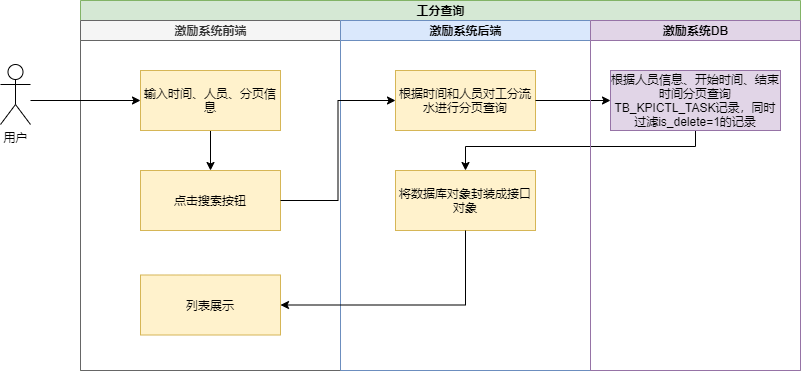 工分查询
激励系统前端
激励系统后端
激励系统DB
用户
输入时间、人员、分页信
息
根据时间和人员对工分流
水进行分页查询
根据人员信息、开始时间、结束
时间分页查询
TB_KPICTL_TASK记录，同时
过滤is_delete=1的记录
点击搜索按钮
将数据库对象封装成接口
对象
列表展示